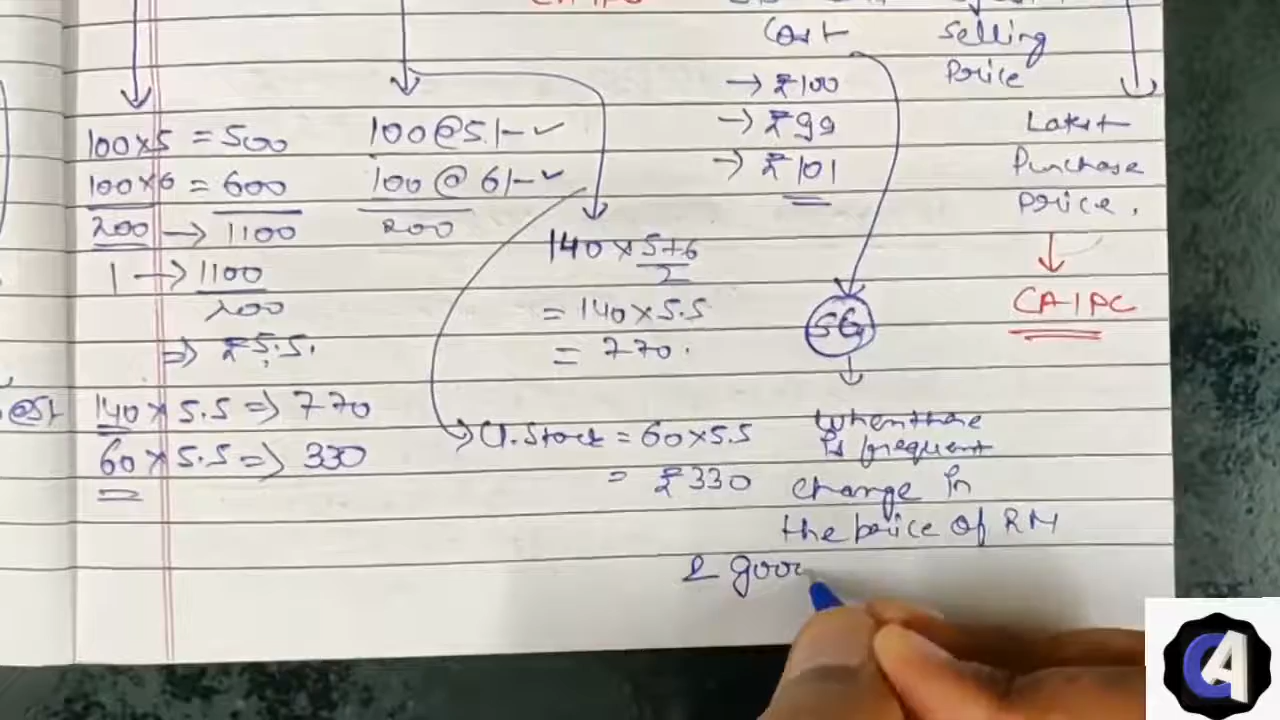 Cost
Selling
Price
→ ₹100
→ ₹99
→ ₹101
Latest
Purchase
Price.
CA-IPC
100×5 = 500
100×6 = 600
200 → 1100
1 → 1100
200
⇒ ₹5.5.
140×5.5 ⇒ 770
60×5.5 ⇒ 330
100@5/- ✓
100@6/- ✓
200
140×5+6
2
= 140×5.5
= 770.
Cl. Stock = 60×5.5
= ₹330
When there
is frequent
change in
the price of RM
& good
CA